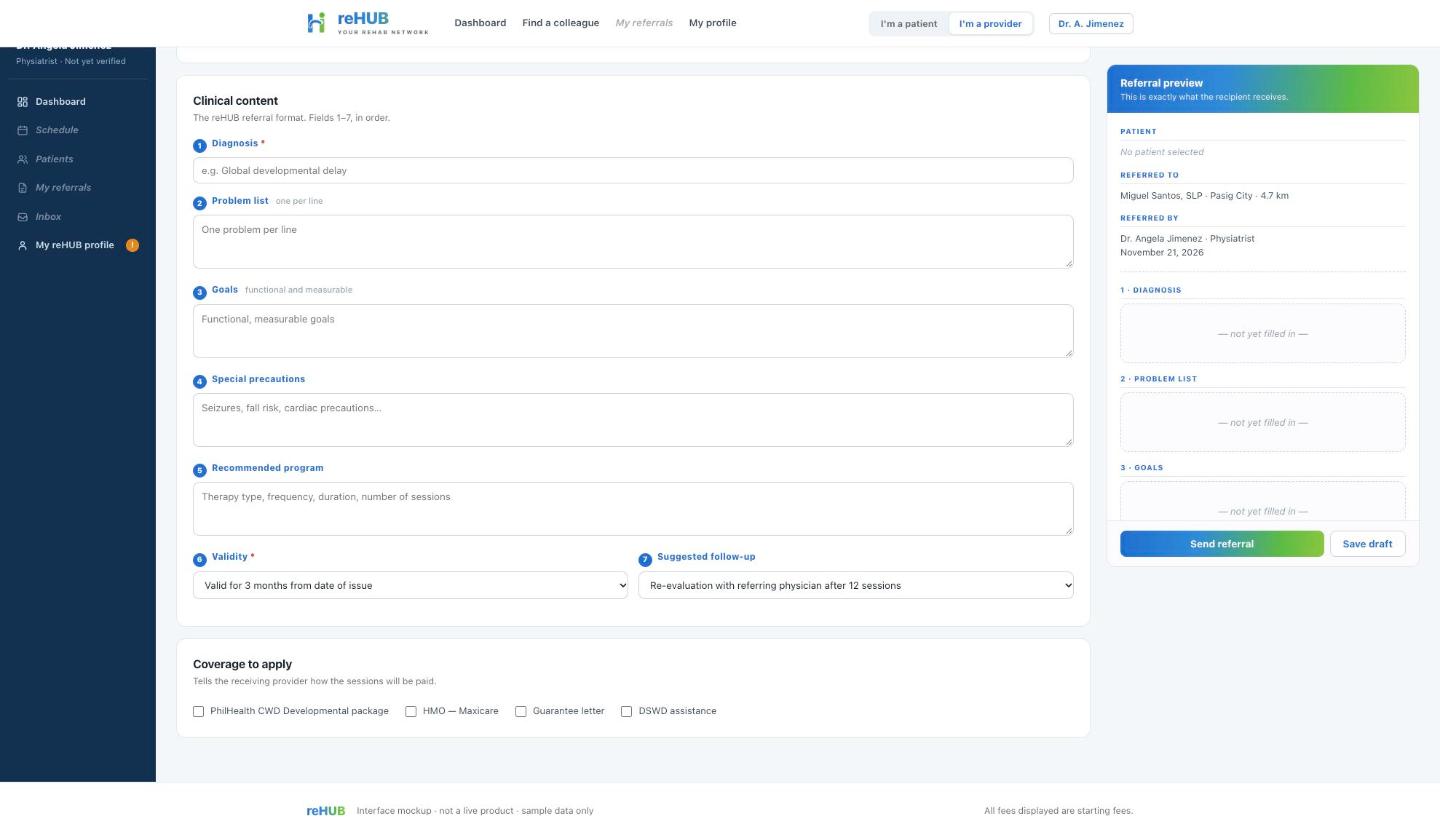 reHUB
YOUR REHAB NETWORK
Dashboard
Find a colleague
My referrals
My profile
I'm a patient
I'm a provider
Dr. A. Jimenez
Physiatrist · Not yet verified
Dashboard
Schedule
Patients
My referrals
Inbox
My reHUB profile !
Clinical content
The reHUB referral format. Fields 1–7, in order.
1 Diagnosis *
e.g. Global developmental delay
2 Problem list one per line
One problem per line
3 Goals functional and measurable
Functional, measurable goals
4 Special precautions
Seizures, fall risk, cardiac precautions...
5 Recommended program
Therapy type, frequency, duration, number of sessions
6 Validity *
Valid for 3 months from date of issue
7 Suggested follow-up
Re-evaluation with referring physician after 12 sessions
Coverage to apply
Tells the receiving provider how the sessions will be paid.
PhilHealth CWD Developmental package
HMO — Maxicare
Guarantee letter
DSWD assistance
Referral preview
This is exactly what the recipient receives.
PATIENT
No patient selected
REFERRED TO
Miguel Santos, SLP · Pasig City · 4.7 km
REFERRED BY
Dr. Angela Jimenez · Physiatrist
November 21, 2026
1 · DIAGNOSIS
— not yet filled in —
2 · PROBLEM LIST
— not yet filled in —
3 · GOALS
— not yet filled in —
Send referral
Save draft
reHUB
Interface mockup · not a live product · sample data only
All fees displayed are starting fees.